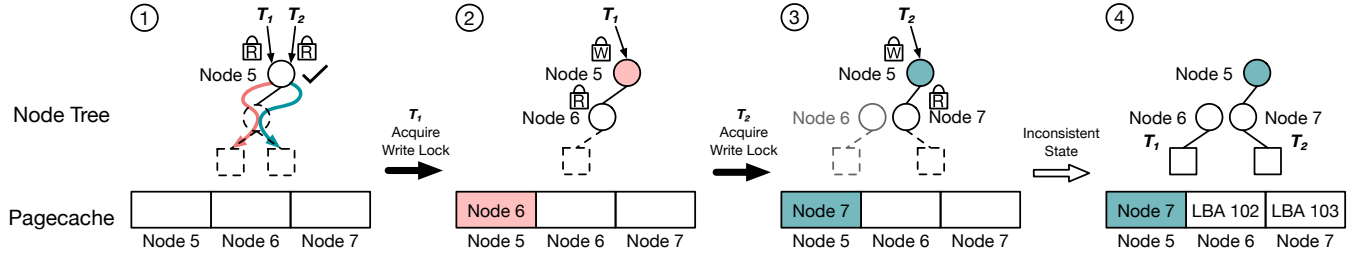 ① T1 T2
R R
Node 5
② T1
W
Node 5
R
Node 6
③ T2
W
Node 5
R
Node 6
Node 7
④
Node 5
Node 6
Node 7
T1
T2
Node Tree
T1
Acquire
Write Lock
T2
Acquire
Write Lock
Inconsistent
State
Pagecache
Node 6
Node 7
Node 7 LBA 102 LBA 103
Node 5 Node 6 Node 7
Node 5 Node 6 Node 7
Node 5 Node 6 Node 7
Node 5 Node 6 Node 7